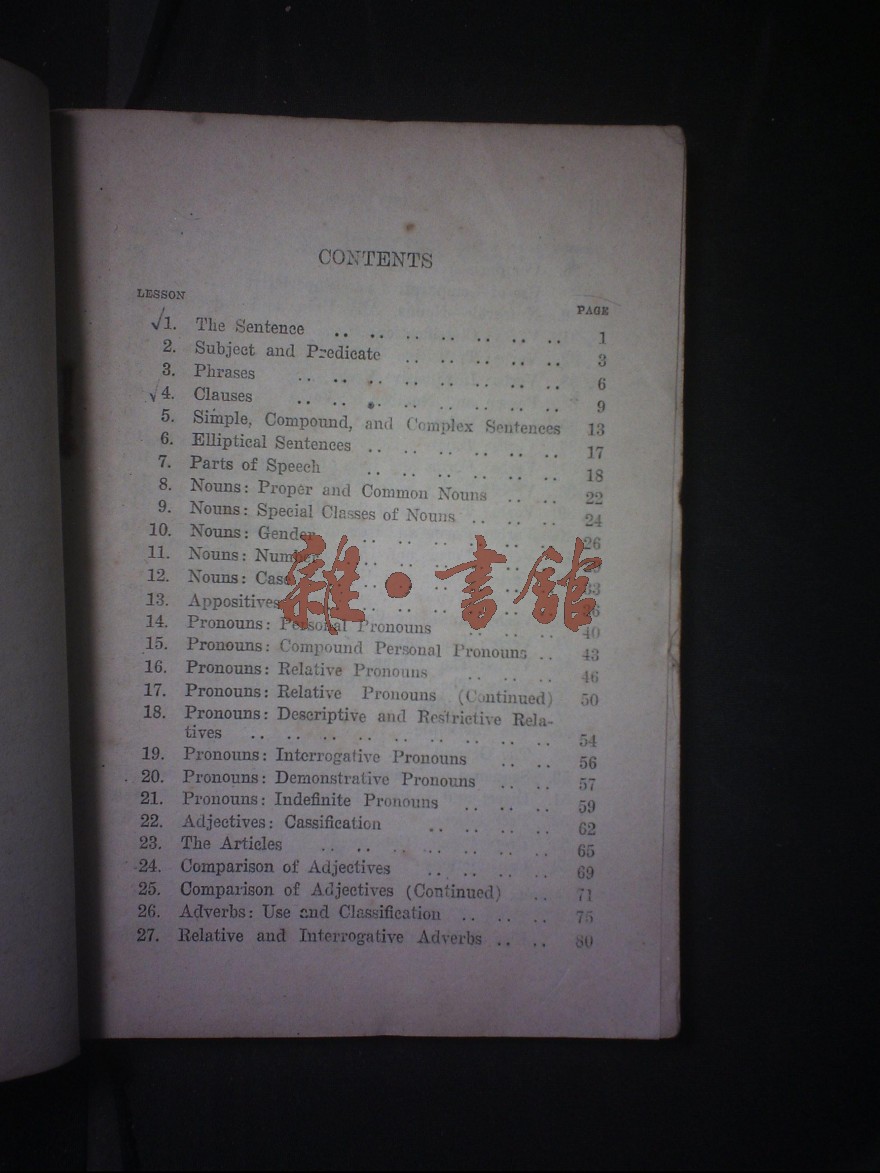 CONTENTS
LESSON PAGE
1. The Sentence .. .. .. .. .. .. .. 1
2. Subject and Predicate .. .. .. .. .. 3
3. Phrases .. .. .. .. .. .. .. .. 6
4. Clauses .. .. .. .. .. .. .. .. 9
5. Simple, Compound, and Complex Sentences 13
6. Elliptical Sentences .. .. .. .. .. .. 17
7. Parts of Speech .. .. .. .. .. .. 18
8. Nouns: Proper and Common Nouns .. .. 22
9. Nouns: Special Classes of Nouns .. .. .. 24
10. Nouns: Gender .. .. .. .. .. .. 26
11. Nouns: Number .. .. .. .. .. ..
12. Nouns: Case .. .. .. .. .. .. 33
13. Appositives .. .. .. .. .. ..
14. Pronouns: Personal Pronouns .. .. .. 40
15. Pronouns: Compound Personal Pronouns .. 43
16. Pronouns: Relative Pronouns .. .. .. 46
17. Pronouns: Relative Pronouns (Continued) 50
18. Pronouns: Descriptive and Restrictive Rela-
tives .. .. .. .. .. .. .. .. .. 54
19. Pronouns: Interrogative Pronouns .. .. 56
20. Pronouns: Demonstrative Pronouns .. .. 57
21. Pronouns: Indefinite Pronouns .. .. .. 59
22. Adjectives: Cassification .. .. .. .. 62
23. The Articles .. .. .. .. .. .. .. 65
24. Comparison of Adjectives .. .. .. .. 69
25. Comparison of Adjectives (Continued) .. 71
26. Adverbs: Use and Classification .. .. .. 75
27. Relative and Interrogative Adverbs .. .. 80
雜·書館